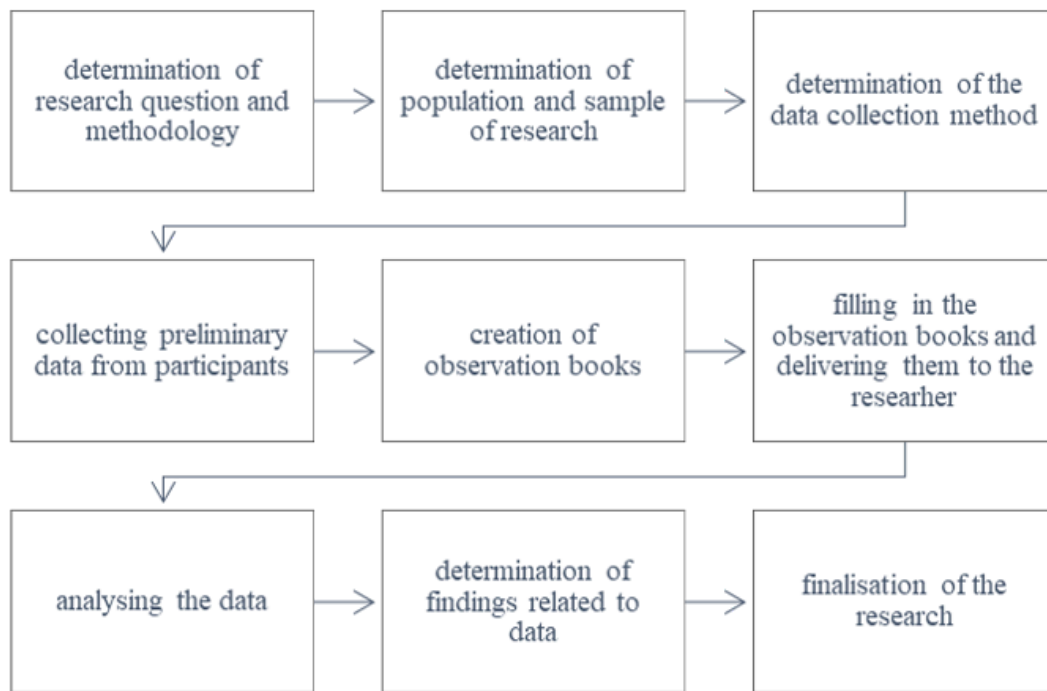 determination of
research question and
methodology
determination of
population and sample
of research
determination of the
data collection method
collecting preliminary
data from participants
creation of
observation books
filling in the
observation books and
delivering them to the
researher
analysing the data
determination of
findings related to
data
finalisation of the
research